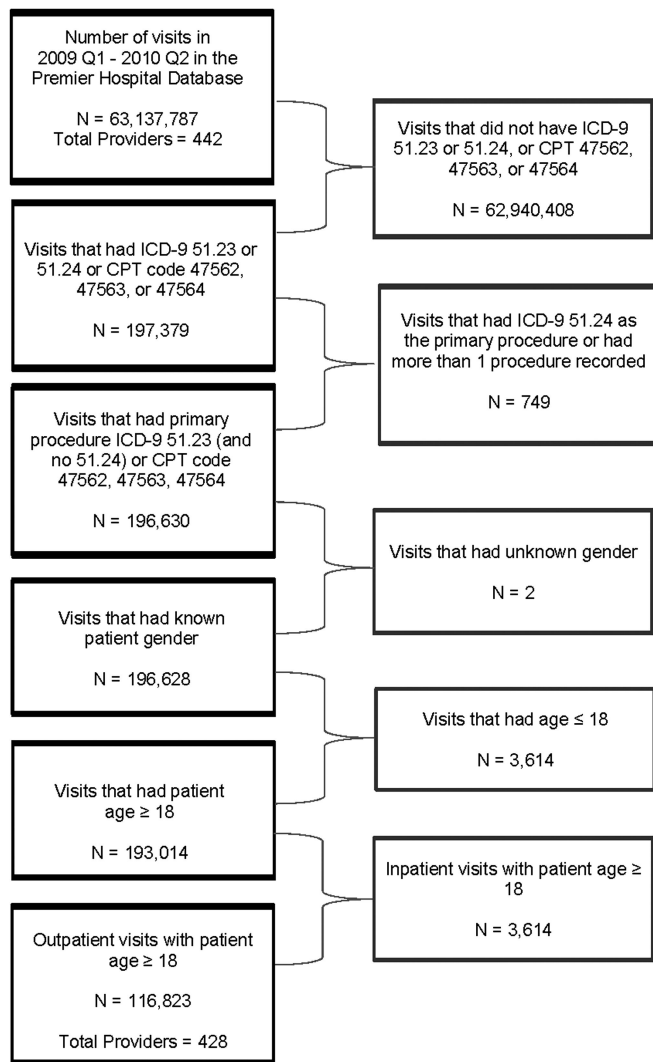 Number of visits in
2009 Q1 - 2010 Q2 in the
Premier Hospital Database
N = 63,137,787
Total Providers = 442
Visits that did not have ICD-9
51.23 or 51.24, or CPT 47562,
47563, or 47564
N = 62,940,408
Visits that had ICD-9 51.23 or
51.24 or CPT code 47562,
47563, or 47564
N = 197,379
Visits that had ICD-9 51.24 as
the primary procedure or had
more than 1 procedure recorded
N = 749
Visits that had primary
procedure ICD-9 51.23 (and
no 51.24) or CPT code
47562, 47563, 47564
N = 196,630
Visits that had unknown gender
N = 2
Visits that had known
patient gender
N = 196,628
Visits that had age ≤ 18
N = 3,614
Visits that had patient
age ≥ 18
N = 193,014
Inpatient visits with patient age ≥
18
N = 3,614
Outpatient visits with patient
age ≥ 18
N = 116,823
Total Providers = 428